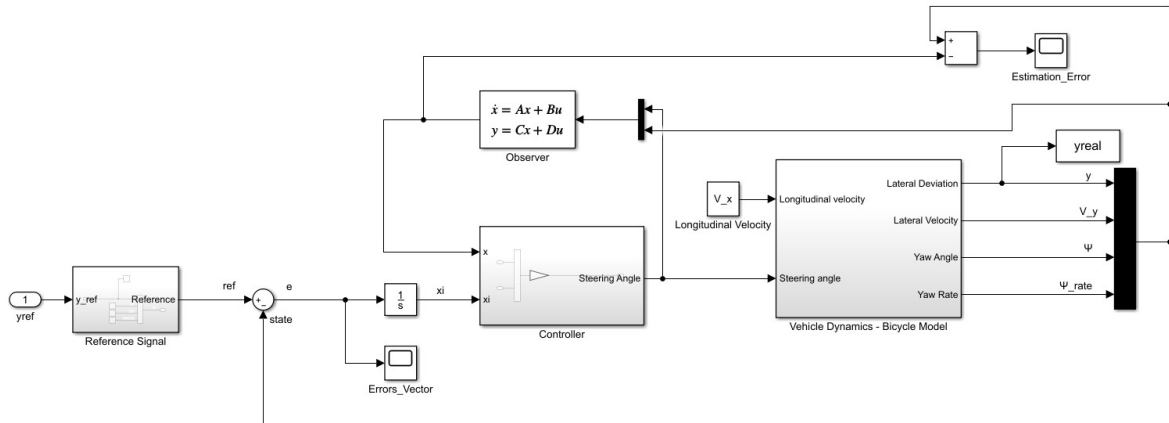 +
−
Estimation_Error
ẋ = Ax + Bu
y = Cx + Du
Observer
yreal
Lateral Deviation
y
V_x
Longitudinal velocity
Longitudinal Velocity
Lateral Velocity
V_y
x
Steering Angle
xi
Controller
Yaw Angle
Ψ
Steering angle
Yaw Rate
Ψ_rate
Vehicle Dynamics - Bicycle Model
1
yref
y_ref
Reference
Reference Signal
ref
+
−
state
e
1
s
xi
Errors_Vector